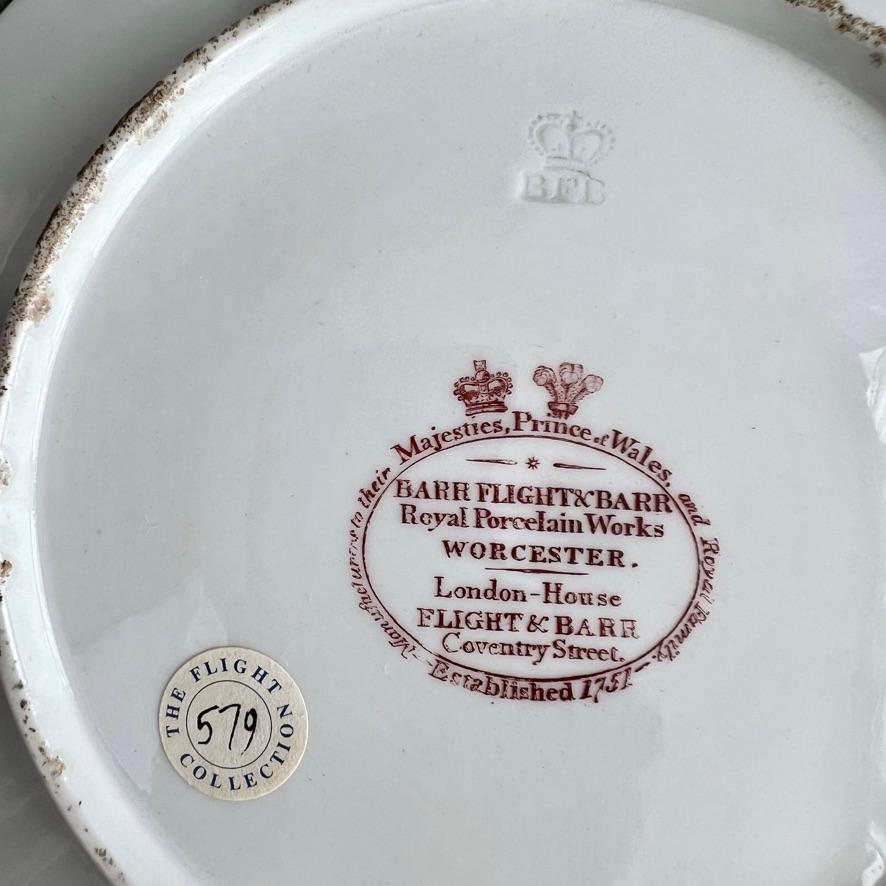 BFB
Manufacturers to their Majesties, Prince of Wales, and Royal Family.
BARR FLIGHT & BARR
Royal Porcelain Works
WORCESTER.
London-House
FLIGHT & BARR
Coventry Street.
Established 1751
THE FLIGHT COLLECTION
579